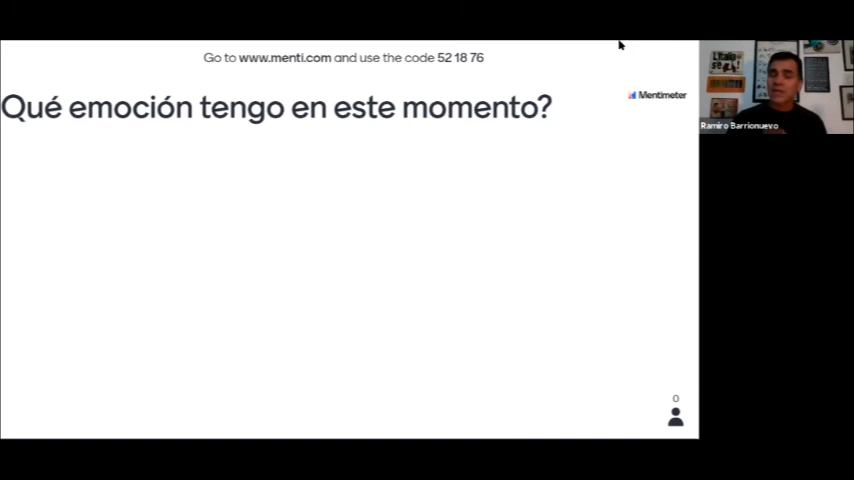 Go to www.menti.com and use the code 52 18 76
Mentimeter
Qué emoción tengo en este momento?
Ramiro Barrionuevo
0